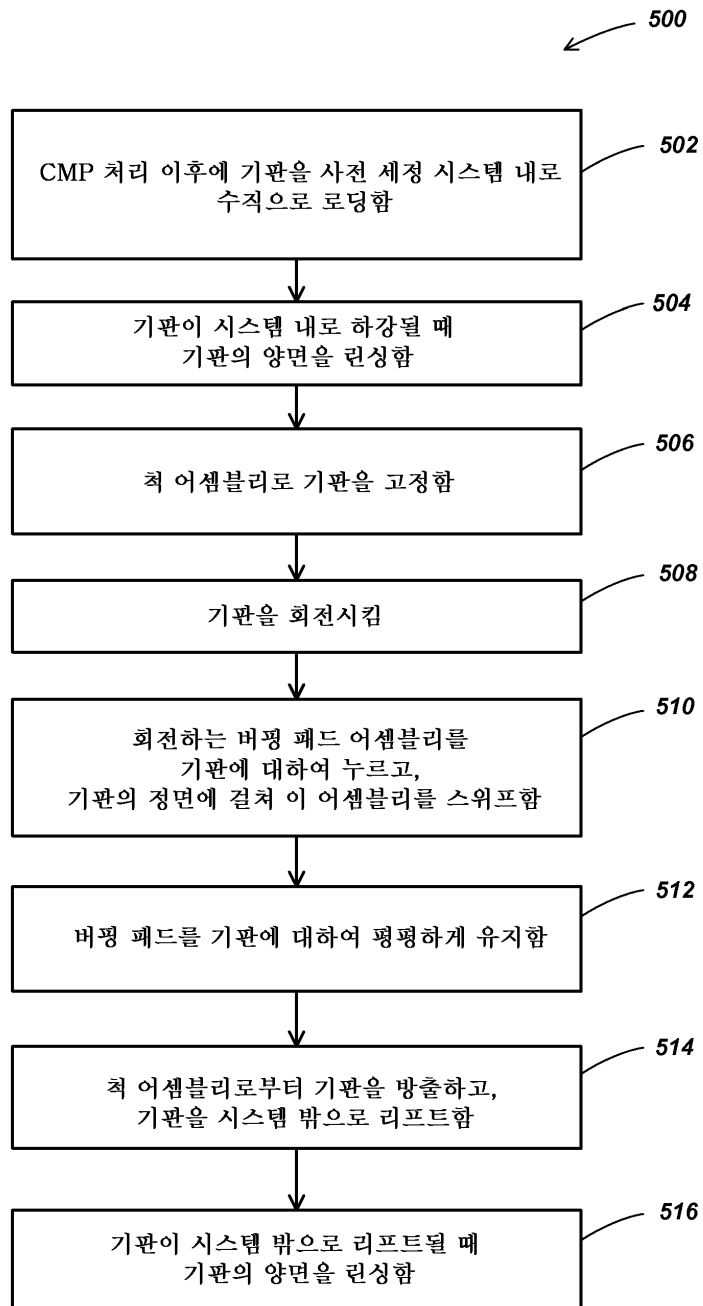 500
CMP 처리 이후에 기판을 사전 세정 시스템 내로
수직으로 로딩함
502
기판이 시스템 내로 하강될 때
기판의 양면을 린싱함
504
척 어셈블리로 기판을 고정함
506
기판을 회전시킴
508
회전하는 버핑 패드 어셈블리를
기판에 대하여 누르고,
기판의 정면에 걸쳐 이 어셈블리를 스위프함
510
버핑 패드를 기판에 대하여 평평하게 유지함
512
척 어셈블리로부터 기판을 방출하고,
기판을 시스템 밖으로 리프트함
514
기판이 시스템 밖으로 리프트될 때
기판의 양면을 린싱함
516